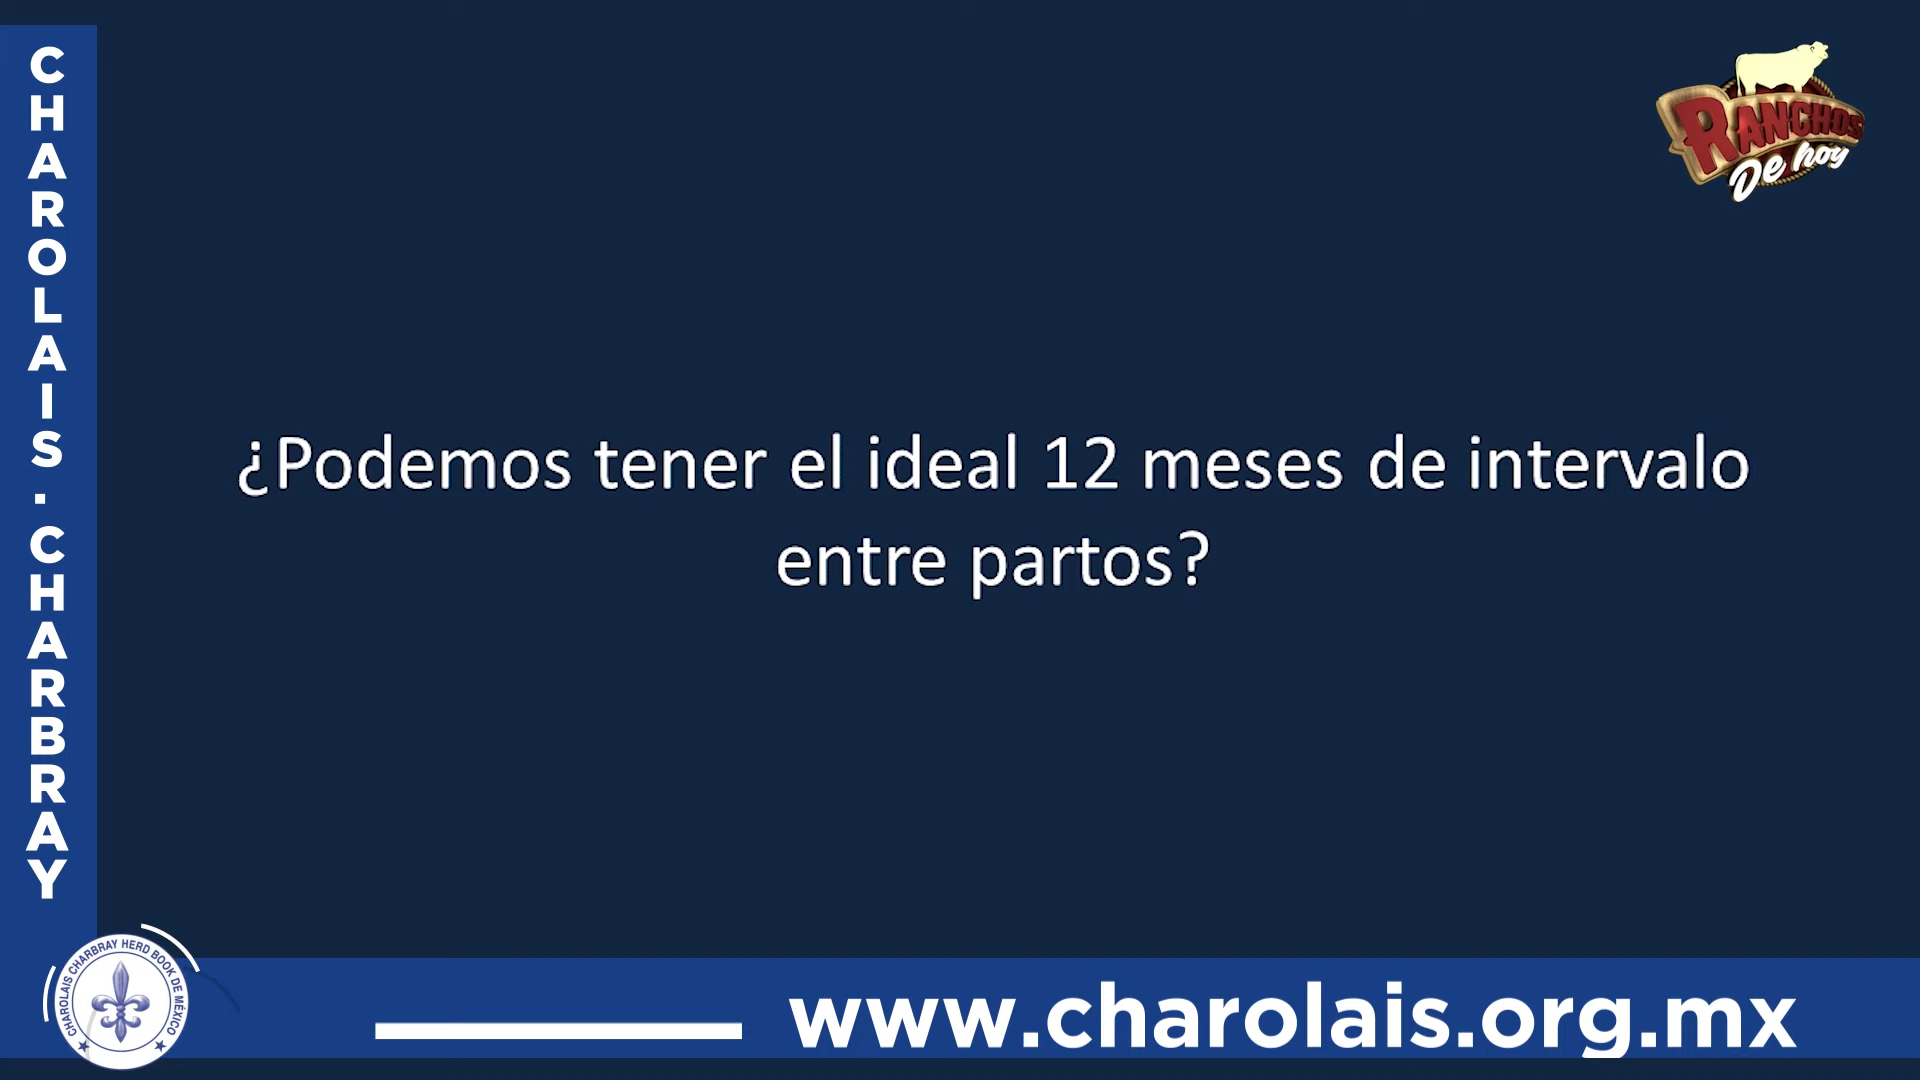 CHAROLAIS · CHARBRAY
RANCHOS
De hoy
¿Podemos tener el ideal 12 meses de intervalo
entre partos?
CHAROLAIS CHARBRAY HERD BOOK DE MÉXICO
www.charolais.org.mx